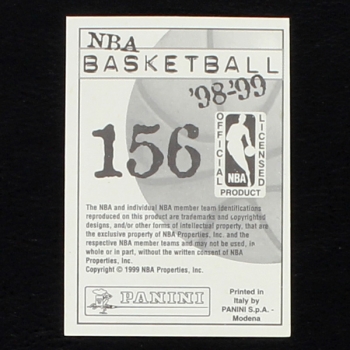 NBA
BASKETBALL
'98-'99
156
OFFICIAL
LICENSED
NBA
PRODUCT
The NBA and individual NBA member team identifications
reproduced on this product are trademarks and copyrighted
designs, and/or other forms of intellectual property, that are
the exclusive property of NBA Properties, Inc. and the
respective NBA member teams and may not be used, in
whole or in part, without the written consent of NBA
Properties, Inc.
Copyright © 1999 NBA Properties, Inc.
PANINI
Printed in
Italy by
PANINI S.p.A. -
Modena